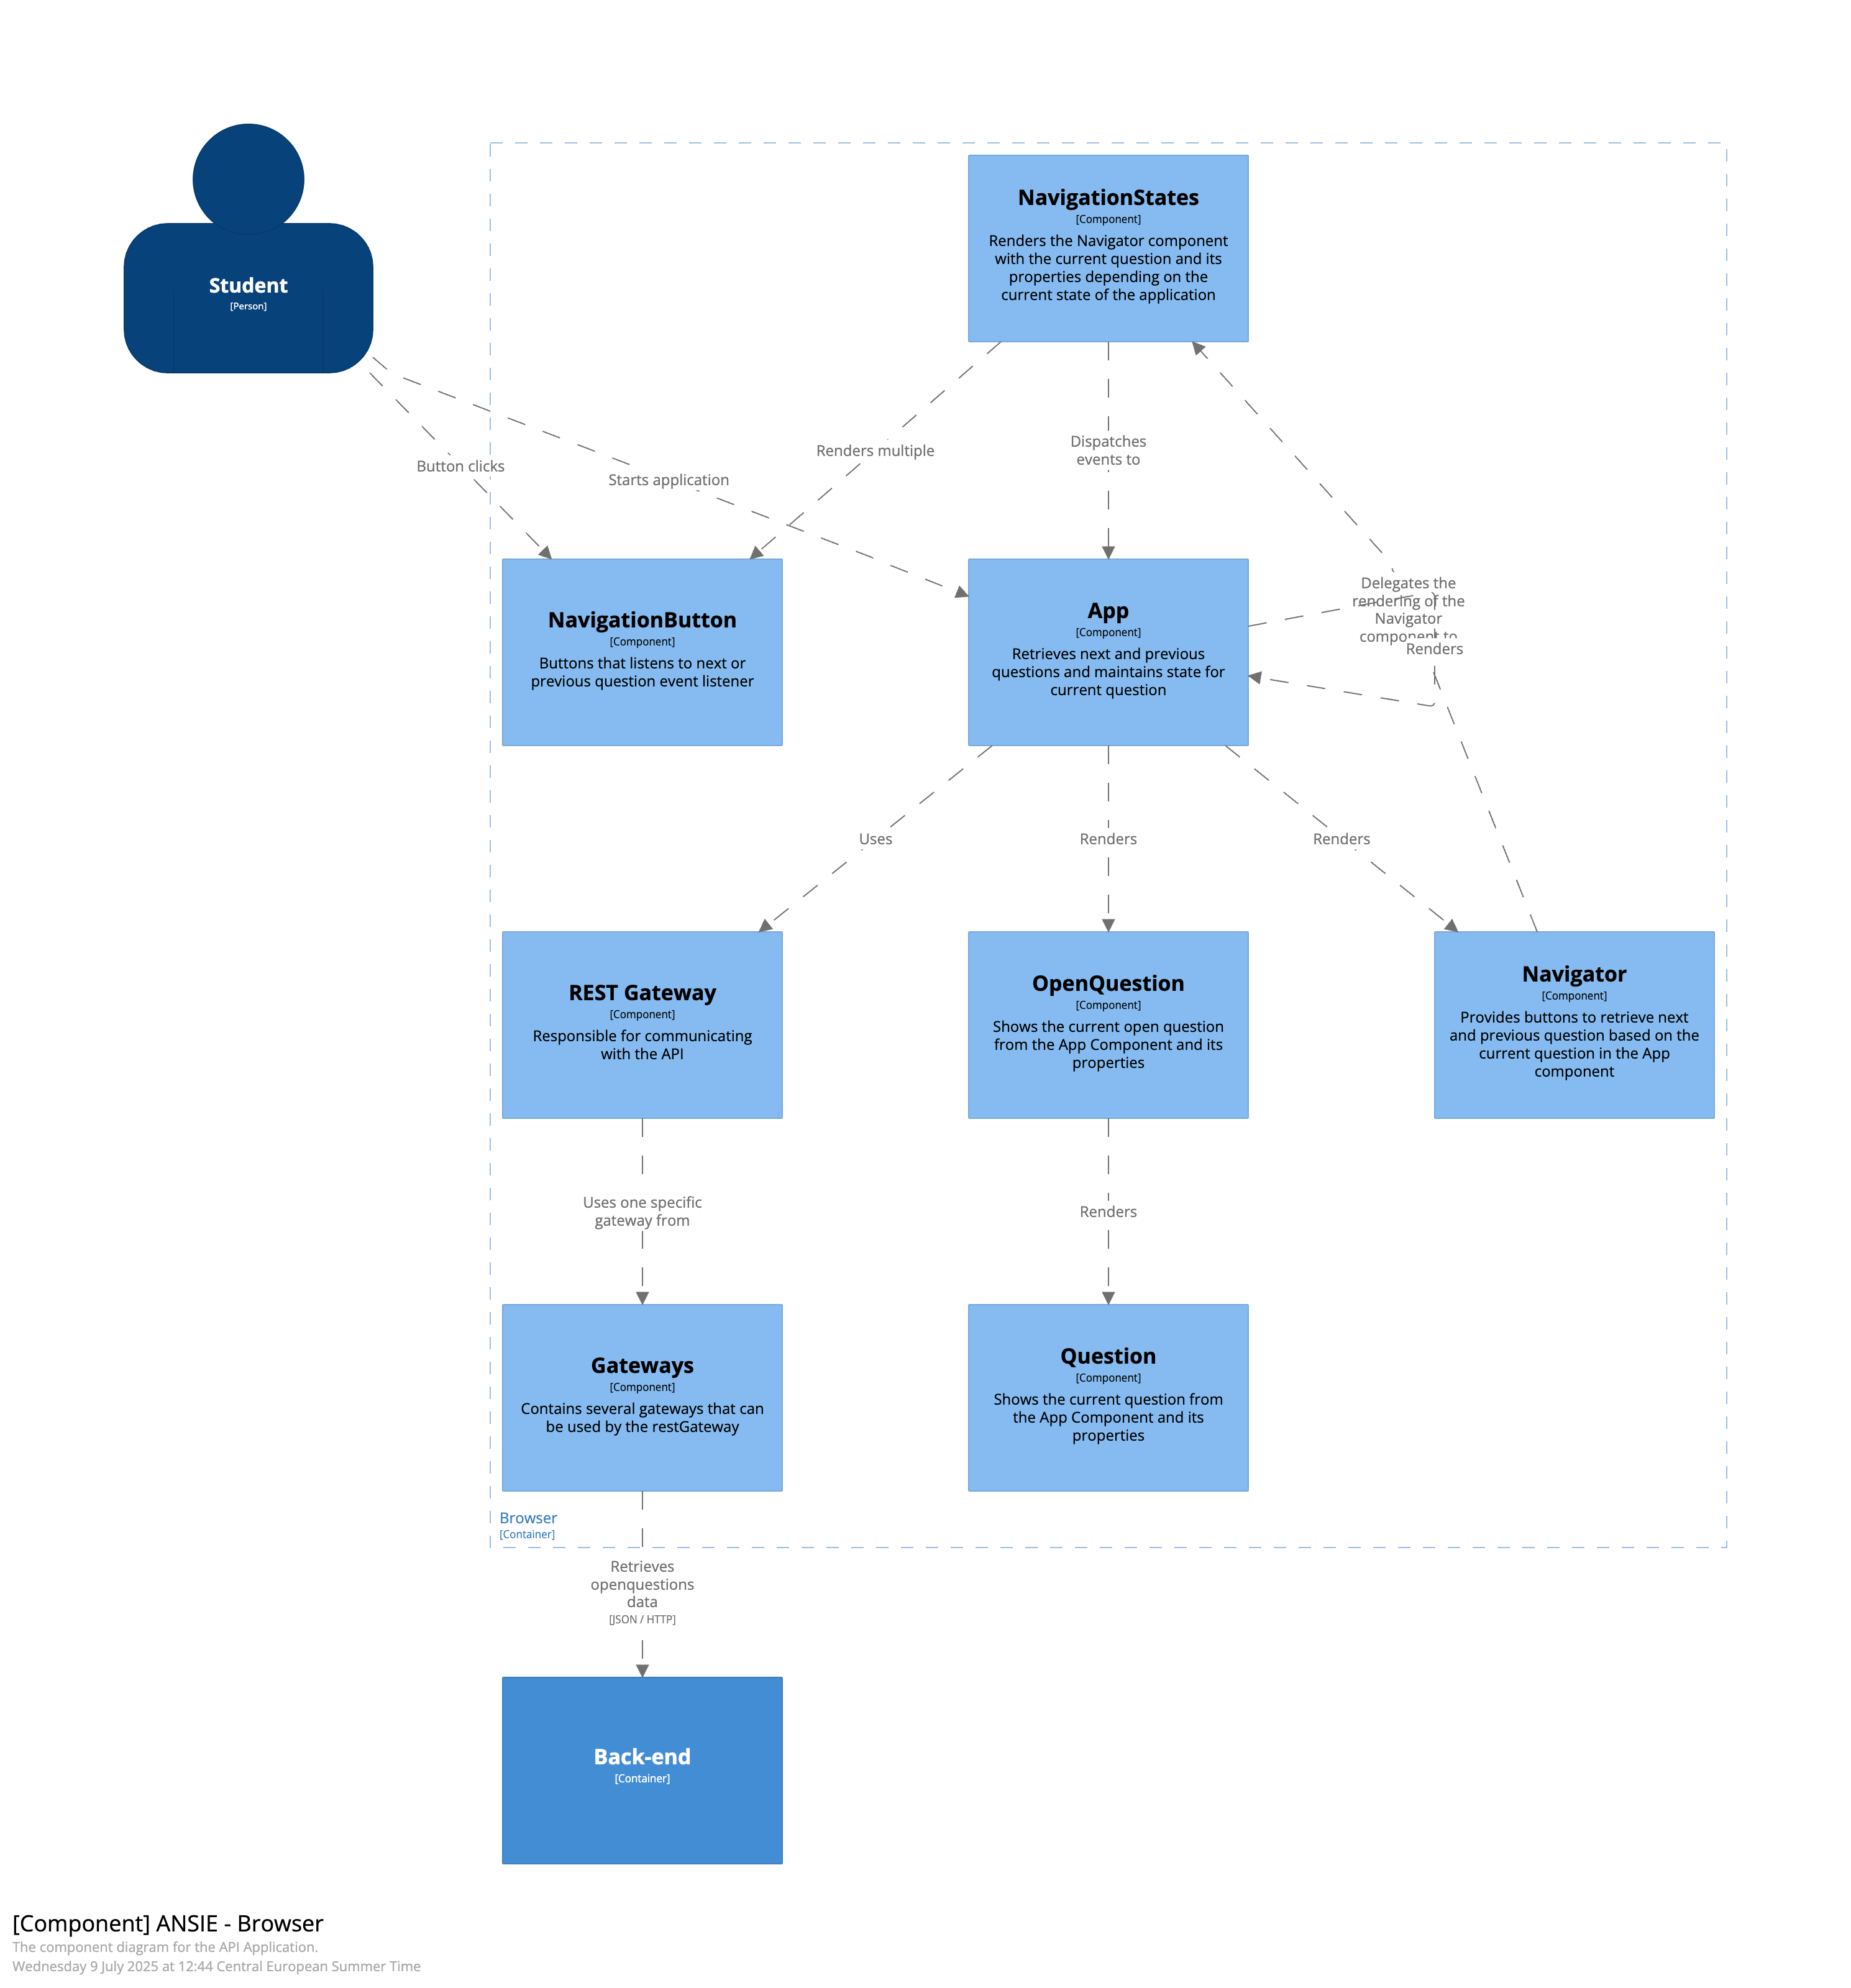 Student
[Person]
NavigationStates
[Component]
Renders the Navigator component
with the current question and its
properties depending on the
current state of the application
Button clicks
Starts application
Renders multiple
Dispatches
events to
NavigationButton
[Component]
Buttons that listens to next or
previous question event listener
App
[Component]
Retrieves next and previous
questions and maintains state for
current question
Delegates the
rendering of the
Navigator
component to
Renders
Uses
Renders
Renders
REST Gateway
[Component]
Responsible for communicating
with the API
OpenQuestion
[Component]
Shows the current open question
from the App Component and its
properties
Navigator
[Component]
Provides buttons to retrieve next
and previous question based on the
current question in the App
component
Uses one specific
gateway from
Renders
Gateways
[Component]
Contains several gateways that can
be used by the restGateway
Question
[Component]
Shows the current question from
the App Component and its
properties
Browser
[Container]
Retrieves
openquestions
data
[JSON / HTTP]
Back-end
[Container]
[Component] ANSIE - Browser
The component diagram for the API Application.
Wednesday 9 July 2025 at 12:44 Central European Summer Time